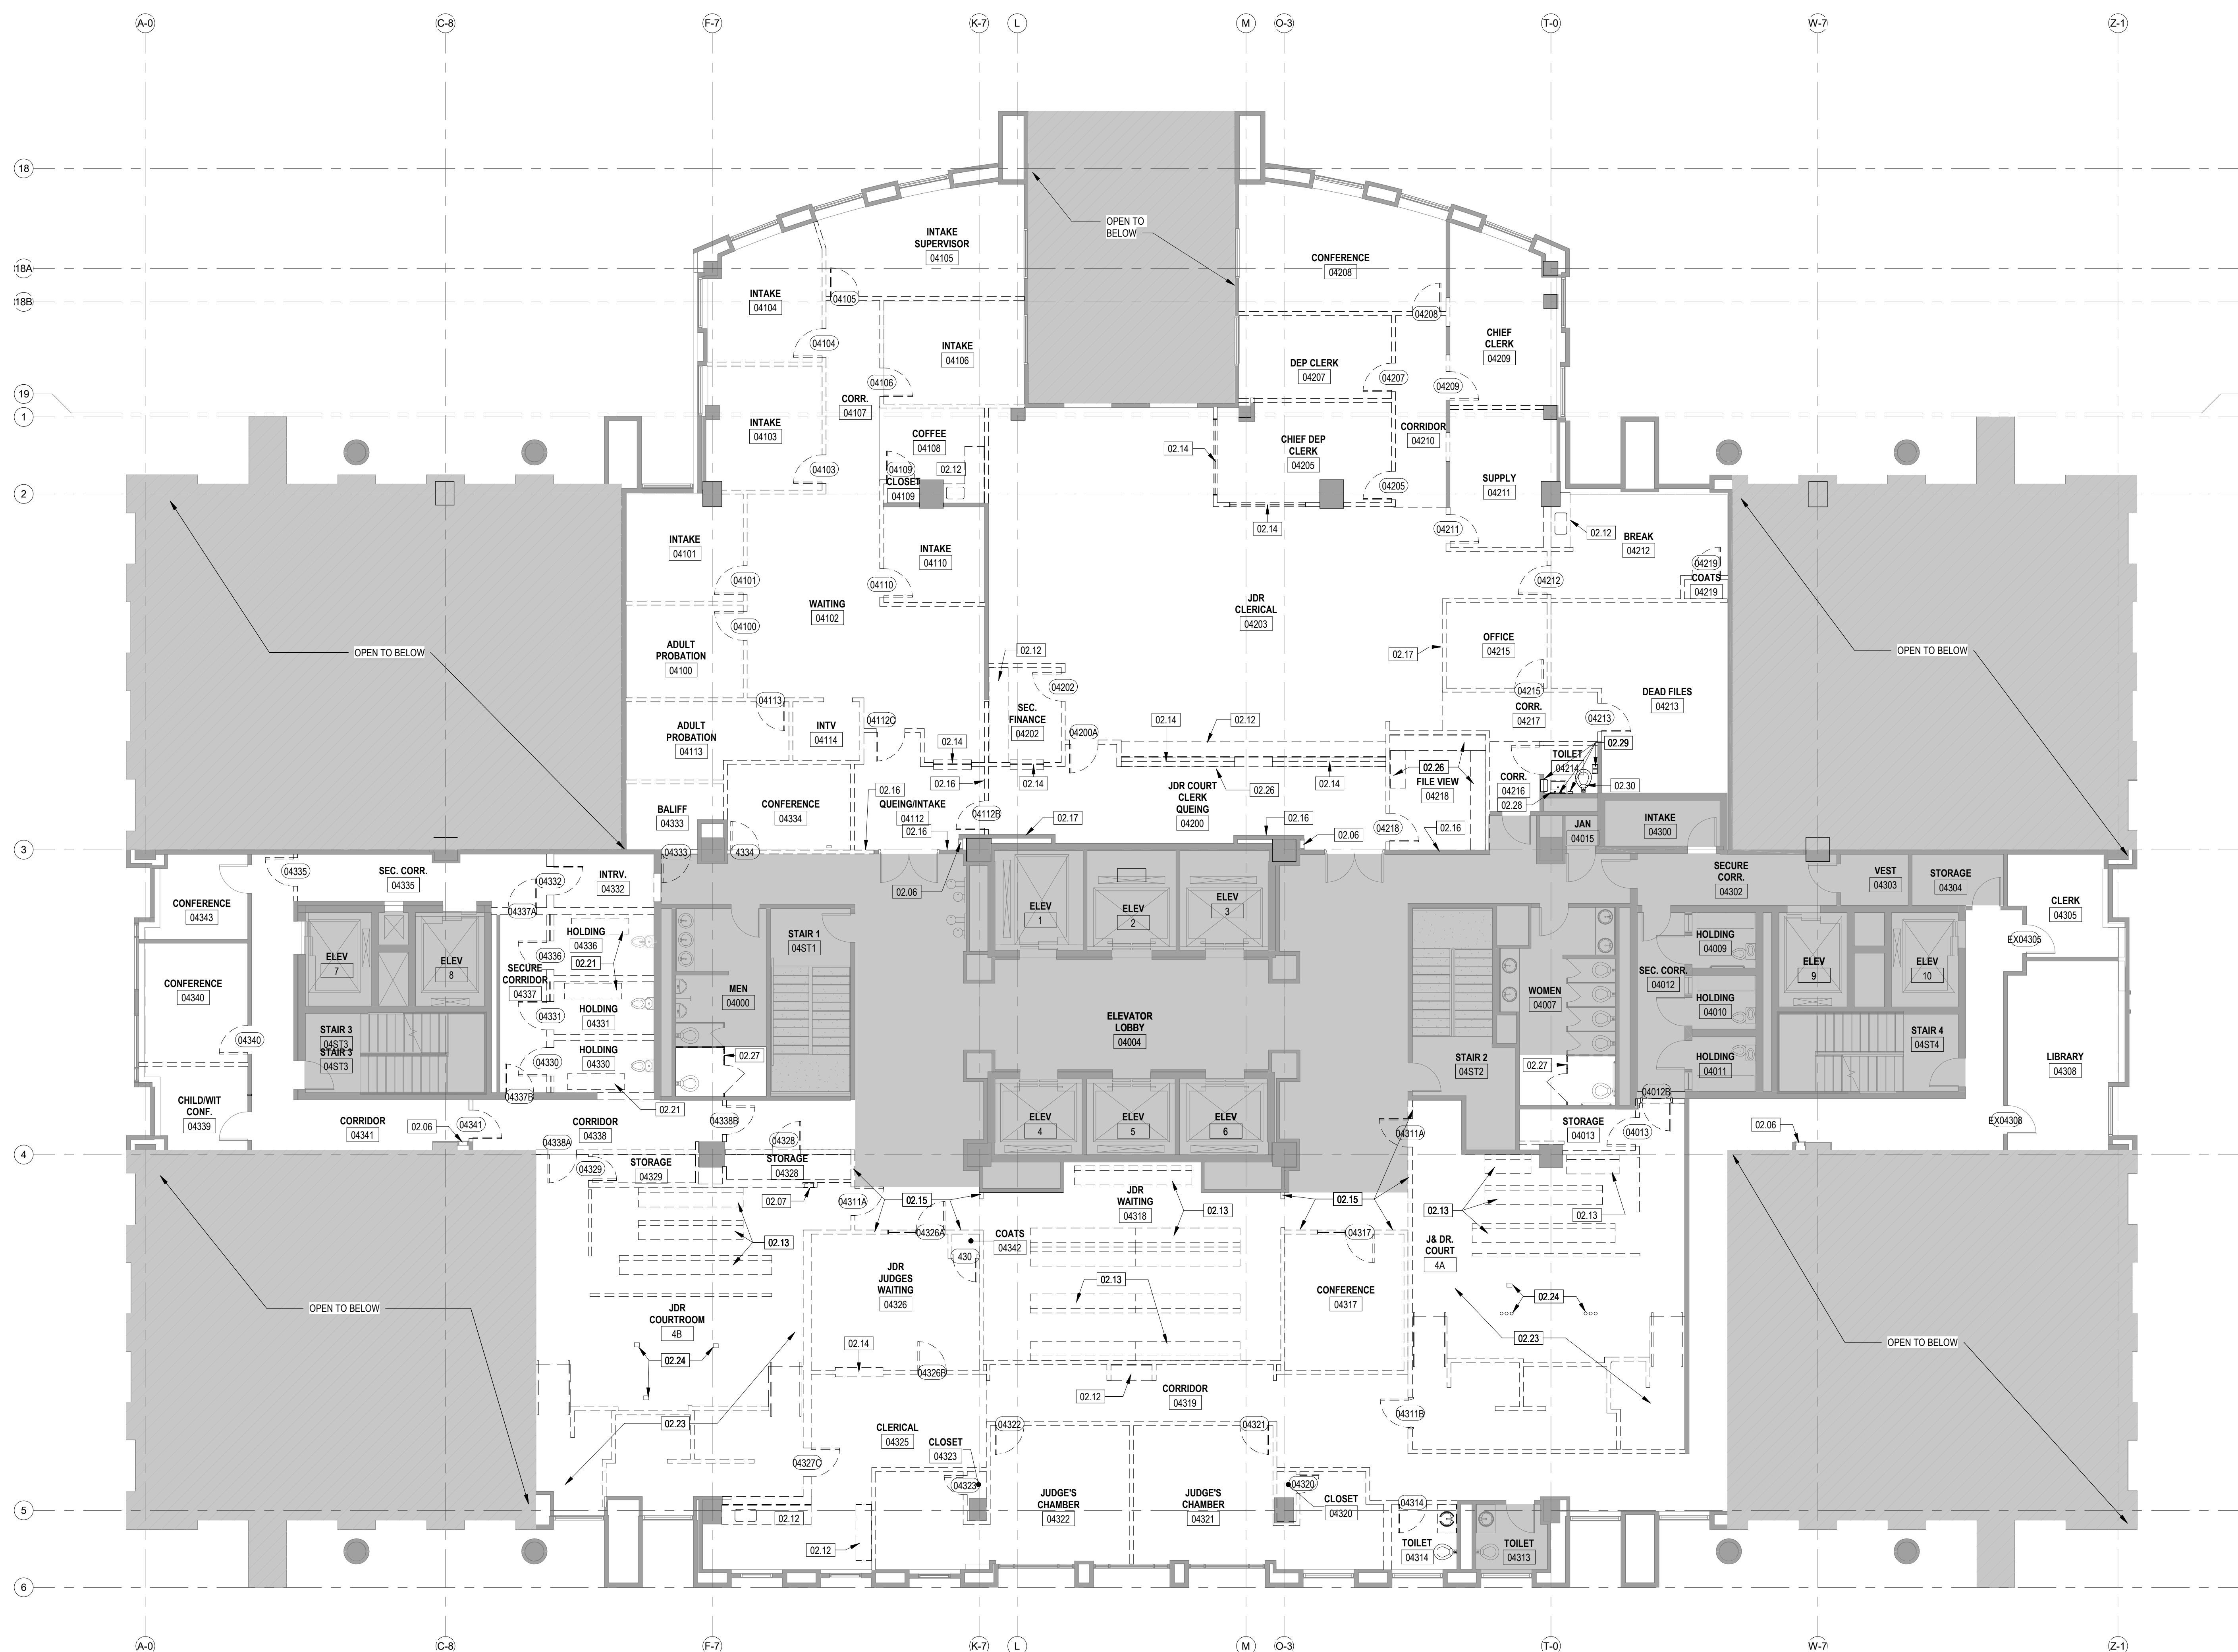 A-0
C-8
F-7
K-7
L
M
O-3
T-0
W-7
Z-1
18
18A
18B
19
1
2
3
4
5
6
OPEN TO
BELOW
INTAKE
SUPERVISOR
04105
INTAKE
04104
04105
04104
INTAKE
04106
04106
CORR.
04107
INTAKE
04103
04103
COFFEE
04108
04109
02.12
CLOSET
04109
CONFERENCE
04208
04208
CHIEF
CLERK
04209
DEP CLERK
04207
04207
04209
02.14
CHIEF DEP
CLERK
04205
CORRIDOR
04210
04205
SUPPLY
04211
02.14
04211
02.12
BREAK
04212
04219
COATS
04219
04212
INTAKE
04101
04101
INTAKE
04110
04110
WAITING
04102
04100
ADULT
PROBATION
04100
JDR
CLERICAL
04203
OFFICE
04215
02.17
04215
DEAD FILES
04213
CORR.
04217
04213
02.29
OPEN TO BELOW
OPEN TO BELOW
02.12
04202
SEC.
FINANCE
04202
04200A
02.14
02.12
04113
ADULT
PROBATION
04113
INTV
04114
04112C
02.14
02.16
02.14
02.14
02.26
02.26
FILE VIEW
04218
TOILET
04214
CORR.
04216
02.28
02.30
BALIFF
04333
CONFERENCE
04334
02.16
QUEING/INTAKE
04112
02.16
04112B
02.17
JDR COURT
CLERK
QUEING
04200
02.16
02.06
04218
02.16
JAN
04015
INTAKE
04300
04335
SEC. CORR.
04335
04332
INTRV.
04332
04333
4334
02.06
SECURE
CORR.
04302
VEST
04303
STORAGE
04304
CLERK
04305
EX04305
CONFERENCE
04343
04337A
HOLDING
04336
04336
02.21
STAIR 1
04ST1
ELEV
1
ELEV
2
ELEV
3
ELEV
7
ELEV
8
SECURE
CORRIDOR
04337
HOLDING
04331
04331
MEN
04000
CONFERENCE
04340
04340
STAIR 3
04ST3
STAIR 3
04ST3
HOLDING
04330
04330
04337B
02.27
02.21
ELEVATOR
LOBBY
04004
WOMEN
04007
SEC. CORR.
04012
HOLDING
04009
HOLDING
04010
HOLDING
04011
ELEV
9
ELEV
10
STAIR 2
04ST2
02.27
STAIR 4
04ST4
LIBRARY
04308
04012B
EX04308
02.06
CHILD/WIT
CONF.
04339
CORRIDOR
04341
02.06
04341
CORRIDOR
04338
04338A
04338B
04328
ELEV
4
ELEV
5
ELEV
6
04311A
STORAGE
04013
04013
04329
STORAGE
04329
STORAGE
04328
02.07
04311A
02.15
04326A
COATS
04342
430
JDR
WAITING
04318
02.13
02.15
04317
02.13
02.13
02.13
J& DR.
COURT
4A
JDR
JUDGES
WAITING
04326
02.13
CONFERENCE
04317
02.24
02.23
JDR
COURTROOM
4B
02.24
02.14
04326B
02.12
CORRIDOR
04319
02.23
04311B
CLERICAL
04325
04322
04321
CLOSET
04323
04327C
04323
04320
CLOSET
04320
JUDGE'S
CHAMBER
04322
JUDGE'S
CHAMBER
04321
04314
TOILET
04314
TOILET
04313
02.12
02.12
OPEN TO BELOW
OPEN TO BELOW
A-0
C-8
F-7
K-7
L
M
O-3
T-0
W-7
Z-1